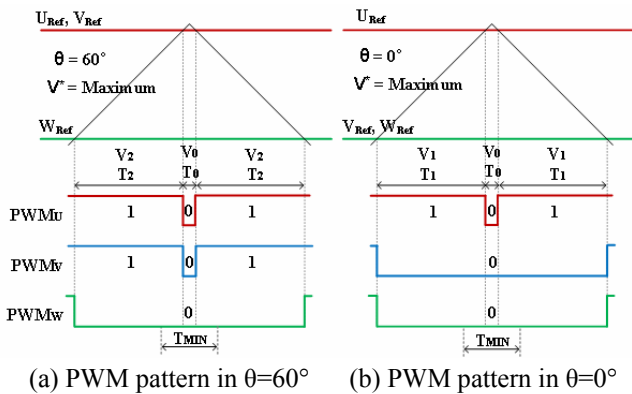 URef, VRef
θ = 60°
V* = Maximum
WRef
V2 V0 V2
T2 T0 T2
PWMU 1 0 1
PWMV 1 0 1
PWMW 0
TMIN
(a) PWM pattern in θ=60°
URef
θ = 0°
V* = Maximum
VRef, WRef
V1 V0 V1
T1 T0 T1
1 0 1
0
0
TMIN
(b) PWM pattern in θ=0°